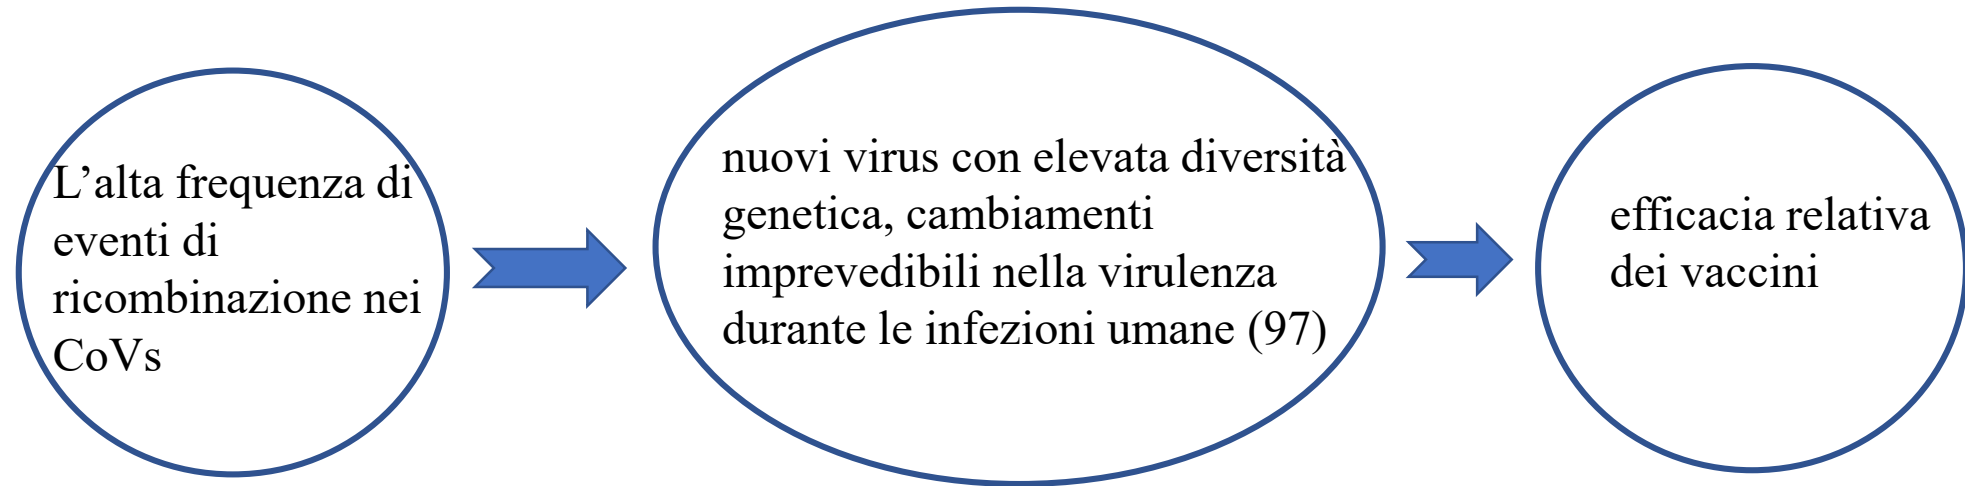 L’alta frequenza di
eventi di
ricombinazione nei
CoVs
nuovi virus con elevata diversità
genetica, cambiamenti
imprevedibili nella virulenza
durante le infezioni umane (97)
efficacia relativa
dei vaccini